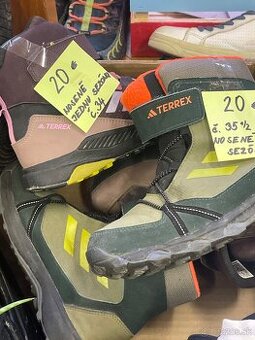 20 €
NOSENÉ
JEDNU SEZÓNU
č. 34
TERREX
TERREX
20 €
č. 35 1/2
NOSENÉ
SEZÓ